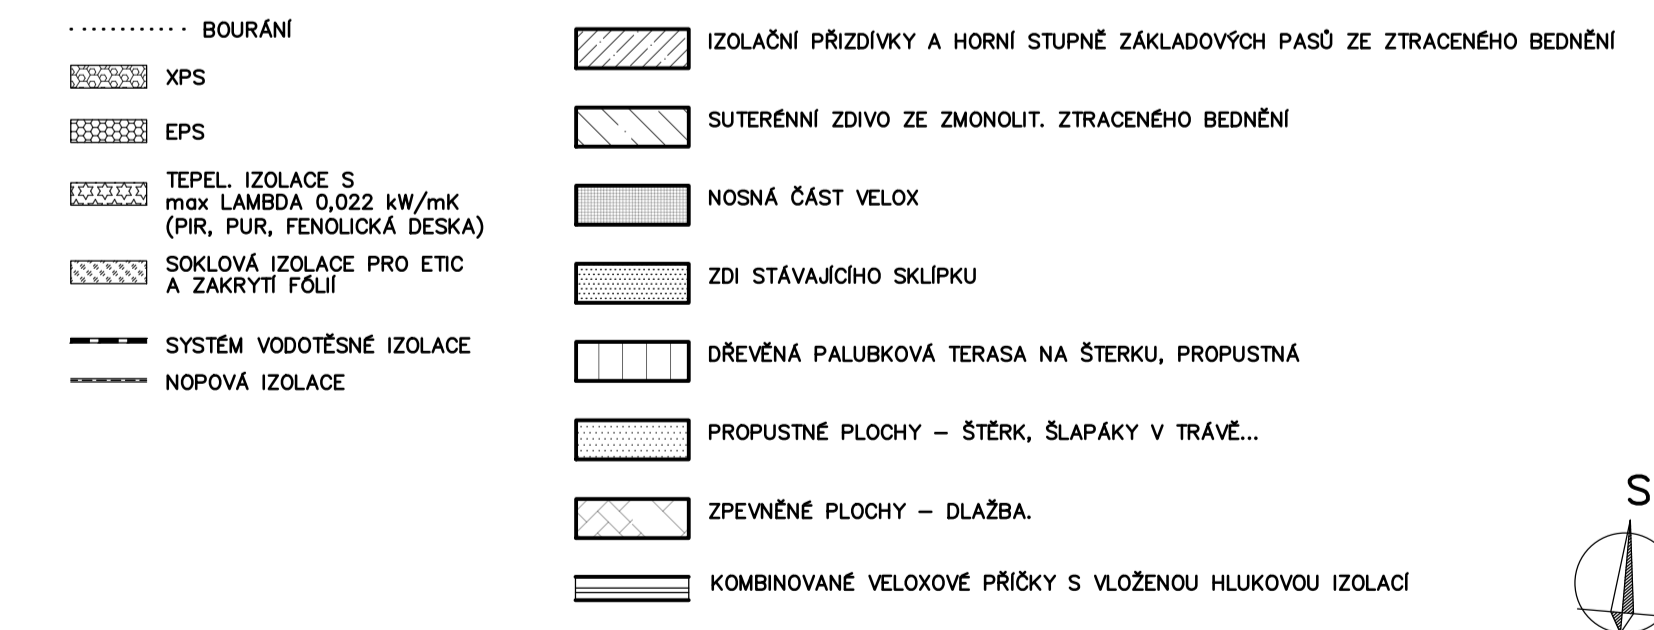 BOURÁNÍ
XPS
EPS
TEPEL. IZOLACE S
max LAMBDA 0,022 kW/mK
(PIR, PUR, FENOLICKÁ DESKA)
SOKLOVÁ IZOLACE PRO ETIC
A ZAKRYTÍ FÓLIÍ
SYSTÉM VODOTĚSNÉ IZOLACE
NOPOVÁ IZOLACE
IZOLAČNÍ PŘIZDÍVKY A HORNÍ STUPNĚ ZÁKLADOVÝCH PASŮ ZE ZTRACENÉHO BEDNĚNÍ
SUTERÉNNÍ ZDIVO ZE ZMONOLIT. ZTRACENÉHO BEDNĚNÍ
NOSNÁ ČÁST VELOX
ZDI STÁVAJÍCÍHO SKLÍPKU
DŘEVĚNÁ PALUBKOVÁ TERASA NA ŠTERKU, PROPUSTNÁ
PROPUSTNÉ PLOCHY – ŠTĚRK, ŠLAPÁKY V TRÁVĚ...
ZPEVNĚNÉ PLOCHY – DLAŽBA.
KOMBINOVANÉ VELOXOVÉ PŘÍČKY S VLOŽENOU HLUKOVOU IZOLACÍ
S